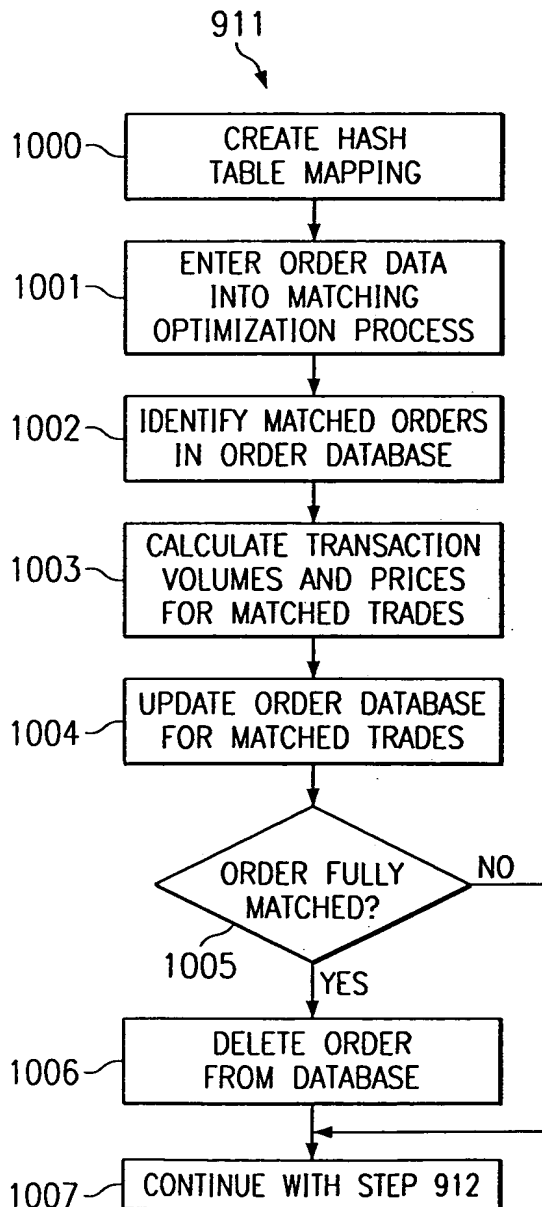 911
1000
CREATE HASH
TABLE MAPPING
1001
ENTER ORDER DATA
INTO MATCHING
OPTIMIZATION PROCESS
1002
IDENTIFY MATCHED ORDERS
IN ORDER DATABASE
1003
CALCULATE TRANSACTION
VOLUMES AND PRICES
FOR MATCHED TRADES
1004
UPDATE ORDER DATABASE
FOR MATCHED TRADES
ORDER FULLY
MATCHED?
NO
1005
YES
1006
DELETE ORDER
FROM DATABASE
1007
CONTINUE WITH STEP 912